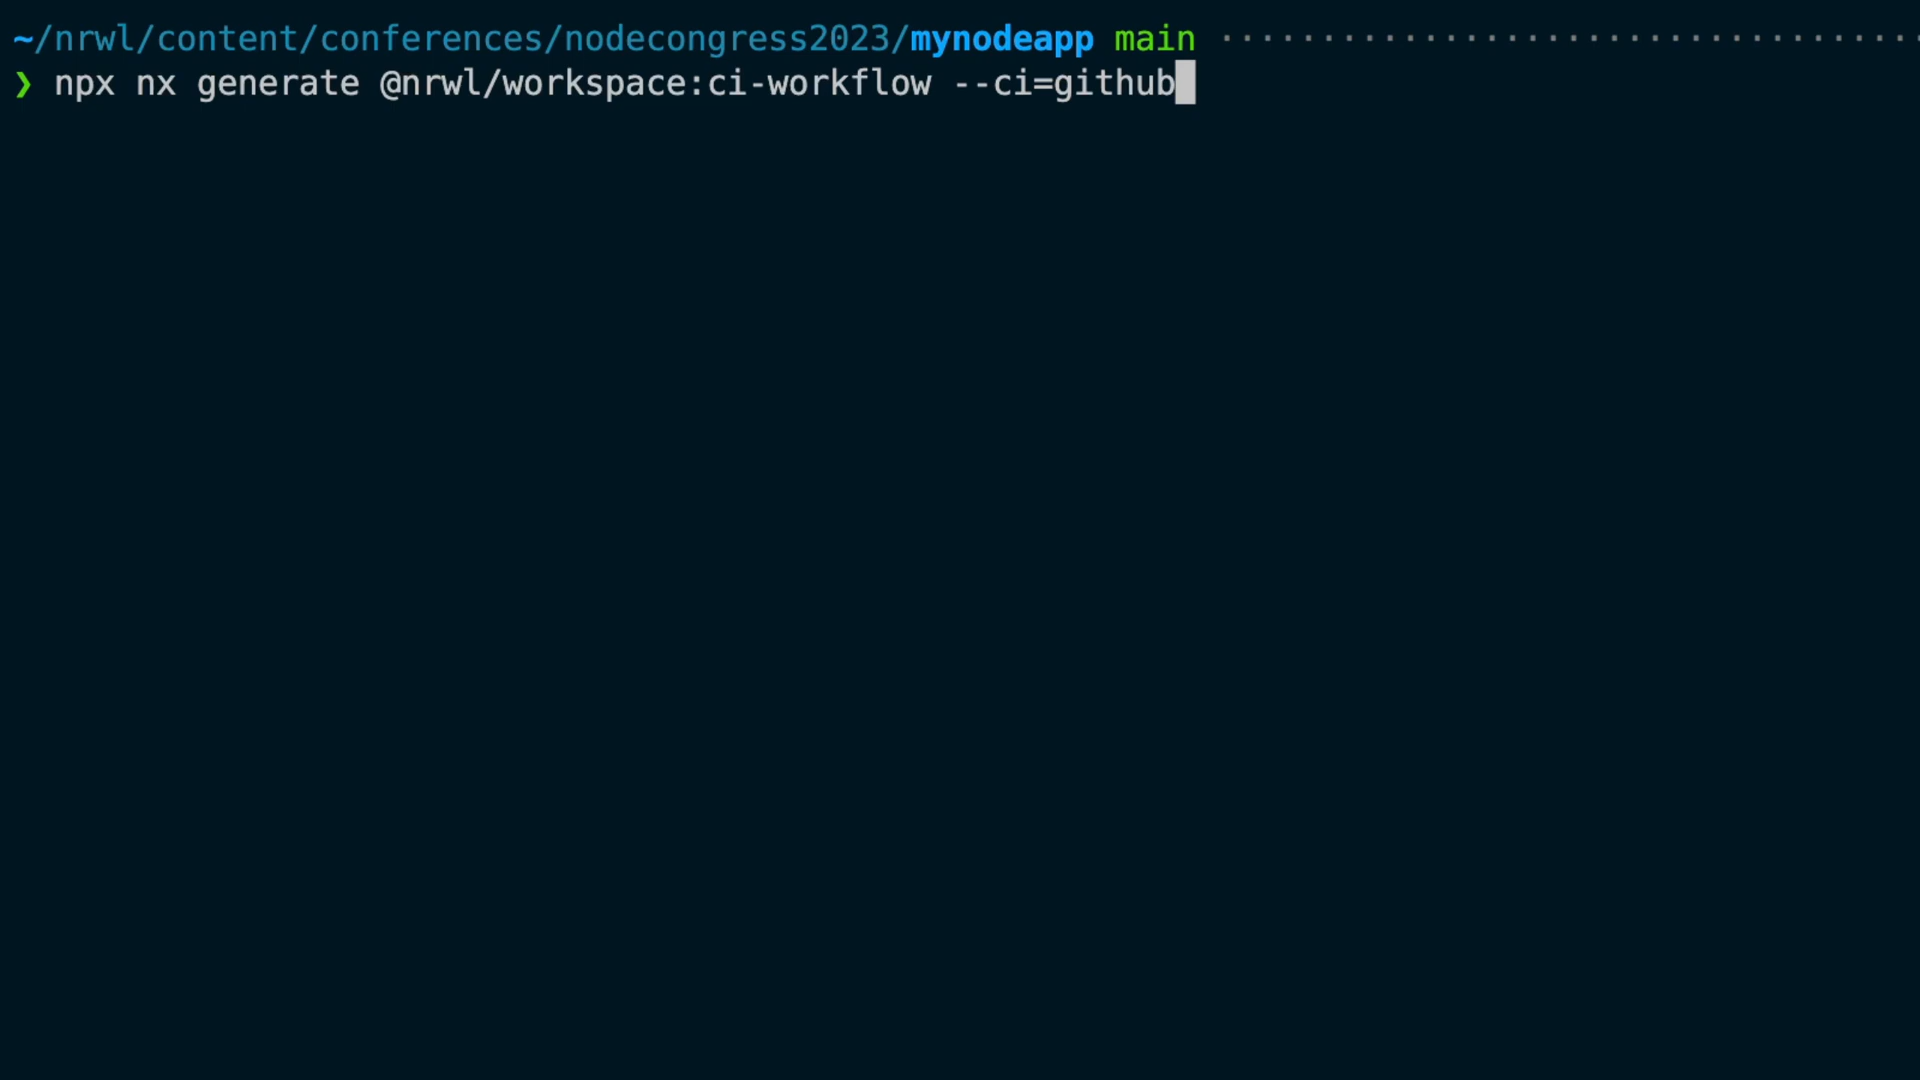 ~/nrwl/content/conferences/nodecongress2023/mynodeapp main ··································
❯ npx nx generate @nrwl/workspace:ci-workflow --ci=github